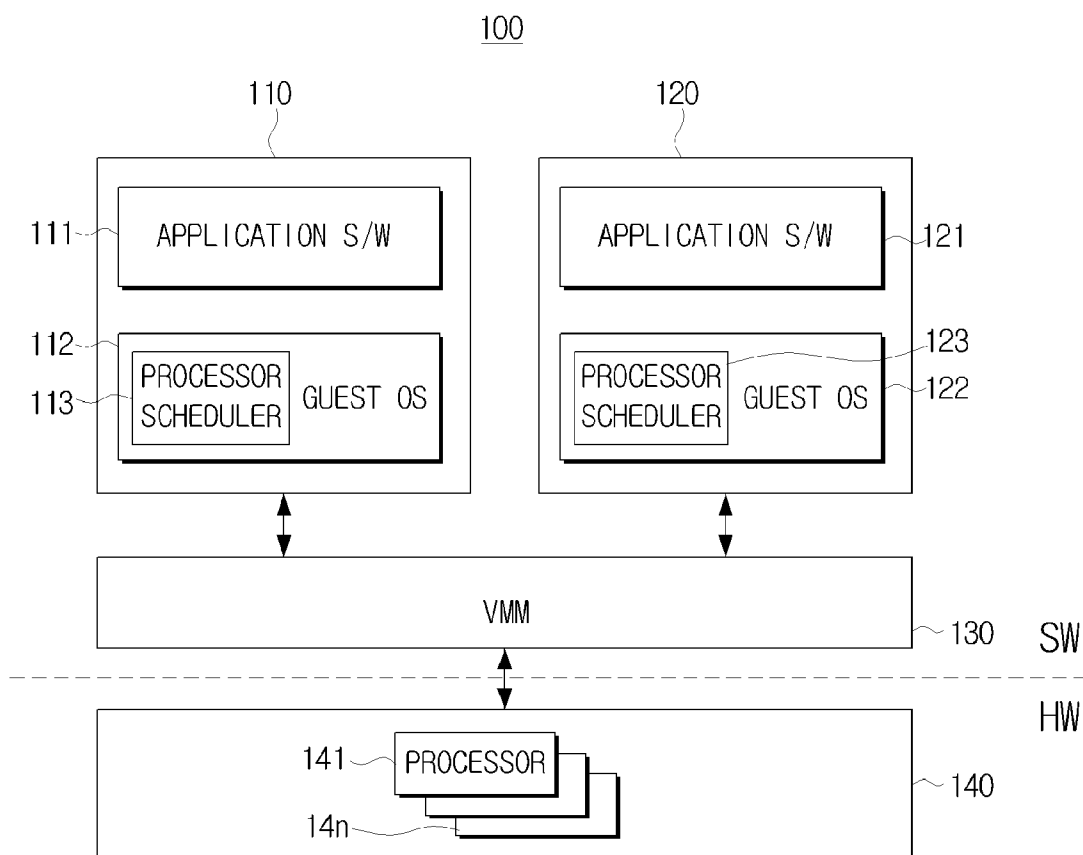 100
110
120
111
APPLICATION S/W
APPLICATION S/W
121
112
113
PROCESSOR
SCHEDULER
GUEST OS
PROCESSOR
SCHEDULER
GUEST OS
123
122
VMM
130
SW
HW
141
PROCESSOR
14n
140